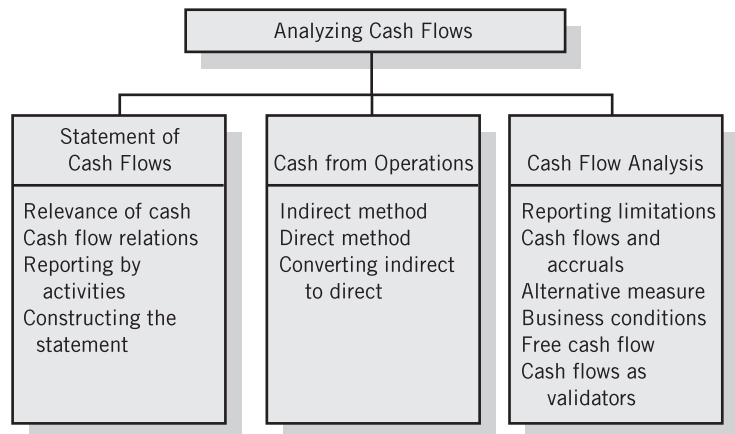 Analyzing Cash Flows
Statement of
Cash Flows
Relevance of cash
Cash flow relations
Reporting by
activities
Constructing the
statement
Cash from Operations
Indirect method
Direct method
Converting indirect
to direct
Cash Flow Analysis
Reporting limitations
Cash flows and
accruals
Alternative measure
Business conditions
Free cash flow
Cash flows as
validators